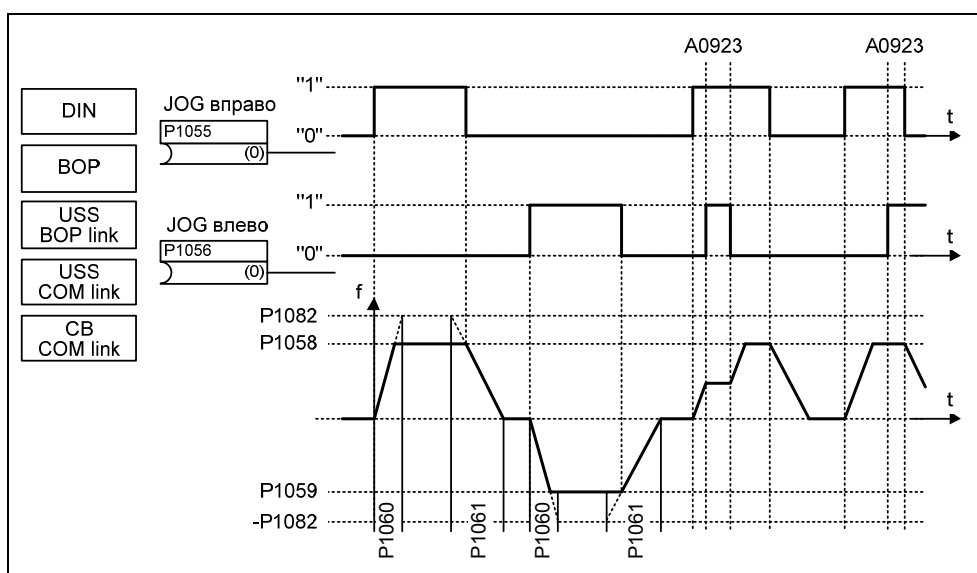 A0923
A0923
DIN
BOP
USS
BOP link
USS
COM link
CB
COM link
JOG вправо
P1055
(0)
JOG влево
P1056
(0)
"1"
"0"
t
"1"
"0"
t
f
P1082
P1058
t
P1059
-P1082
P1060
P1061
P1060
P1061